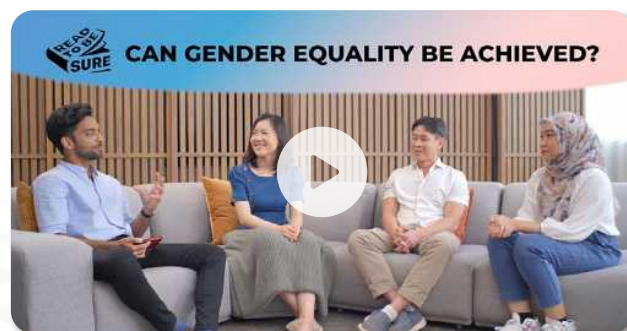 READ
TO BE
SURE
CAN GENDER EQUALITY BE ACHIEVED?